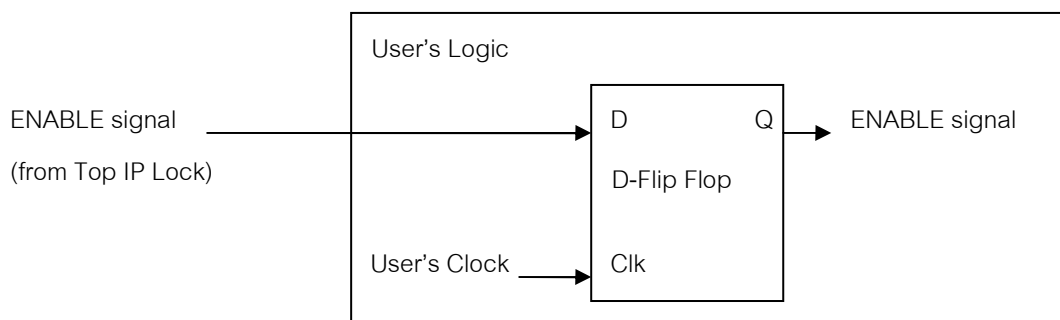 User’s Logic
ENABLE signal
(from Top IP Lock)
D
Q
ENABLE signal
D-Flip Flop
User’s Clock
Clk